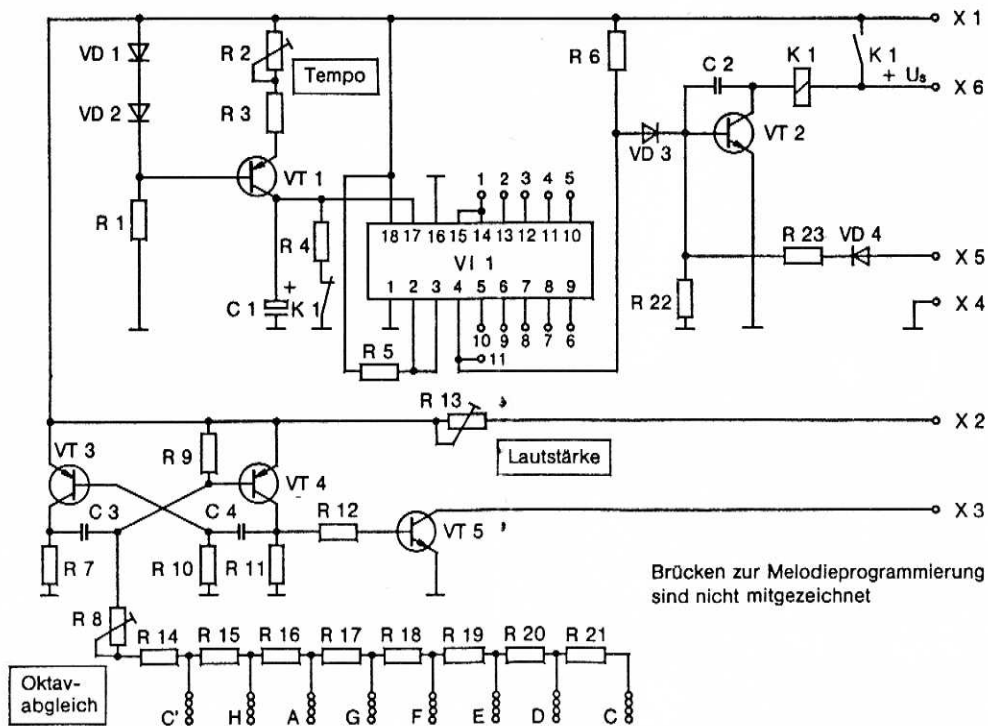 X 1
VD 1
R 2
Tempo
R 6
C 2
K 1
K 1
+ Us
X 6
VD 2
R 3
VD 3
VT 2
VT 1
1 2 3 4 5
R 1
R 4
18 17 16 15 14 13 12 11 10
VI 1
R 23
VD 4
X 5
+
C 1
K 1
1 2 3 4 5 6 7 8 9
R 22
X 4
10 9 8 7 6
R 5
11
R 13
X 2
VT 3
R 9
VT 4
Lautstärke
C 3
C 4
R 12
X 3
VT 5
R 7
R 10
R 11
Brücken zur Melodieprogrammierung
sind nicht mitgezeichnet
R 8
R 14
R 15
R 16
R 17
R 18
R 19
R 20
R 21
Oktav-
abgleich
C' H A G F E D C